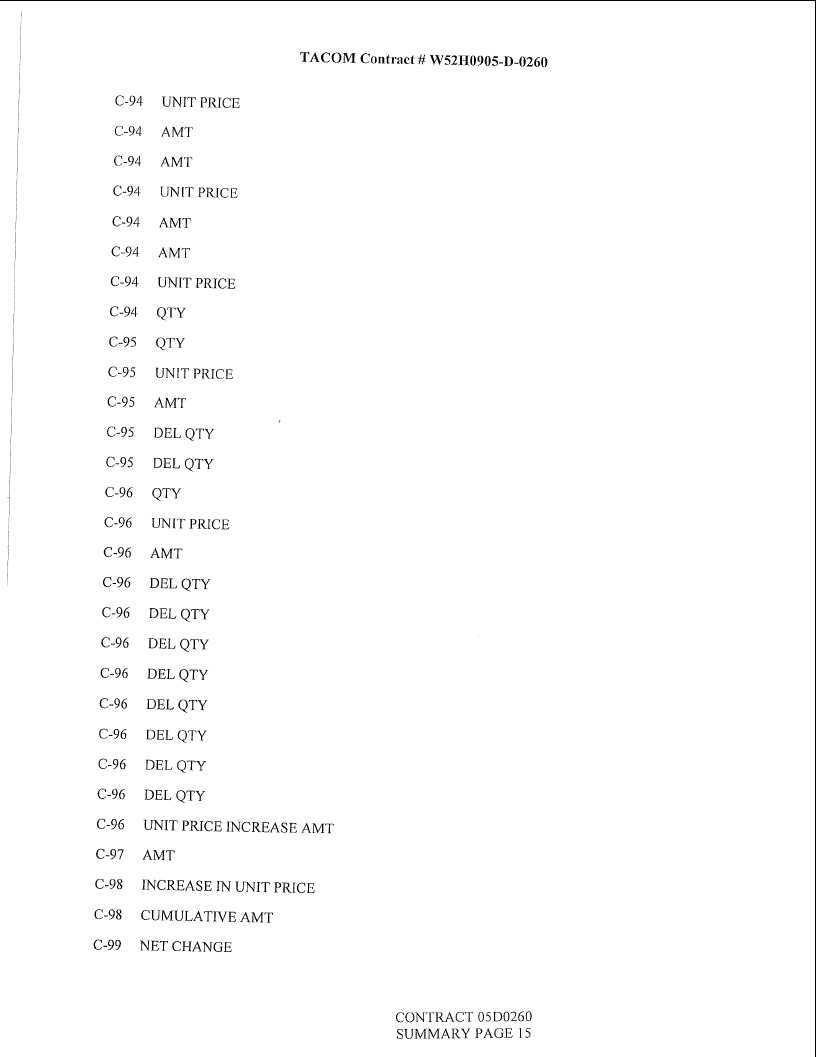 TACOM Contract # W52H0905-D-0260
C-94 UNIT PRICE
C-94 AMT
C-94 AMT
C-94 UNIT PRICE
C-94 AMT
C-94 AMT
C-94 UNIT PRICE
C-94 QTY
C-95 QTY
C-95 UNIT PRICE
C-95 AMT
C-95 DEL QTY
C-95 DEL QTY
C-96 QTY
C-96 UNIT PRICE
C-96 AMT
C-96 DEL QTY
C-96 DEL QTY
C-96 DEL QTY
C-96 DEL QTY
C-96 DEL QTY
C-96 DEL QTY
C-96 DEL QTY
C-96 DEL QTY
C-96 UNIT PRICE INCREASE AMT
C-97 AMT
C-98 INCREASE IN UNIT PRICE
C-98 CUMULATIVE AMT
C-99 NET CHANGE
CONTRACT 05D0260
SUMMARY PAGE 15